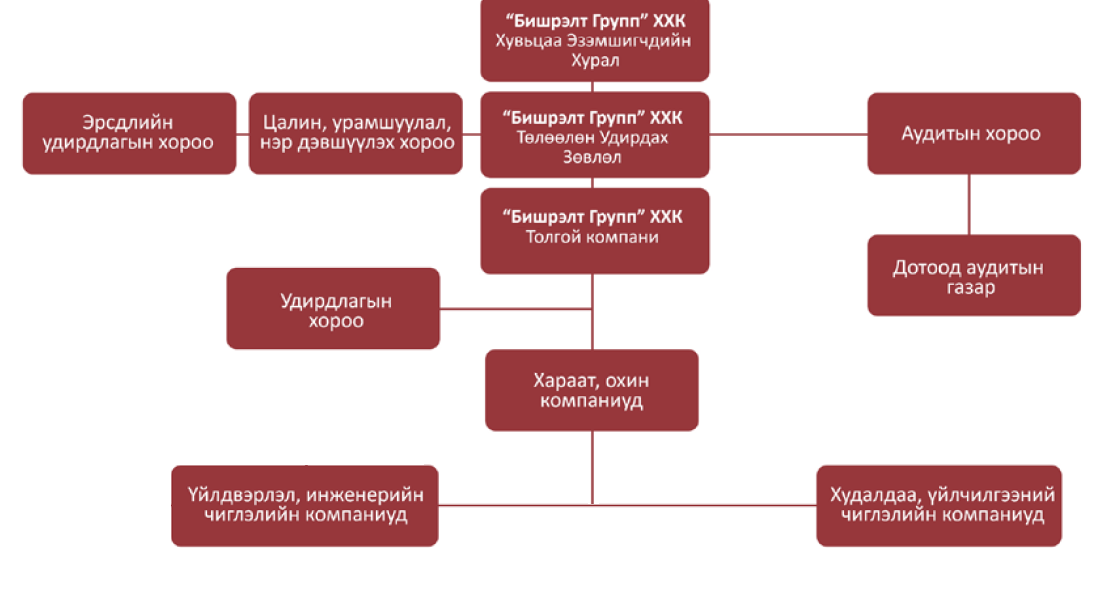 “Бишрэлт Групп” ХХК
Хувьцаа Эзэмшигчдийн
Хурал
Эрсдлийн
удирдлагын хороо
Цалин, урамшуулал,
нэр дэвшүүлэх хороо
“Бишрэлт Групп” ХХК
Төлөөлөн Удирдах
Зөвлөл
Аудитын хороо
“Бишрэлт Групп” ХХК
Толгой компани
Дотоод аудитын
газар
Удирдлагын
хороо
Хараат, охин
компаниуд
Үйлдвэрлэл, инженерийн
чиглэлийн компаниуд
Худалдаа, үйлчилгээний
чиглэлийн компаниуд